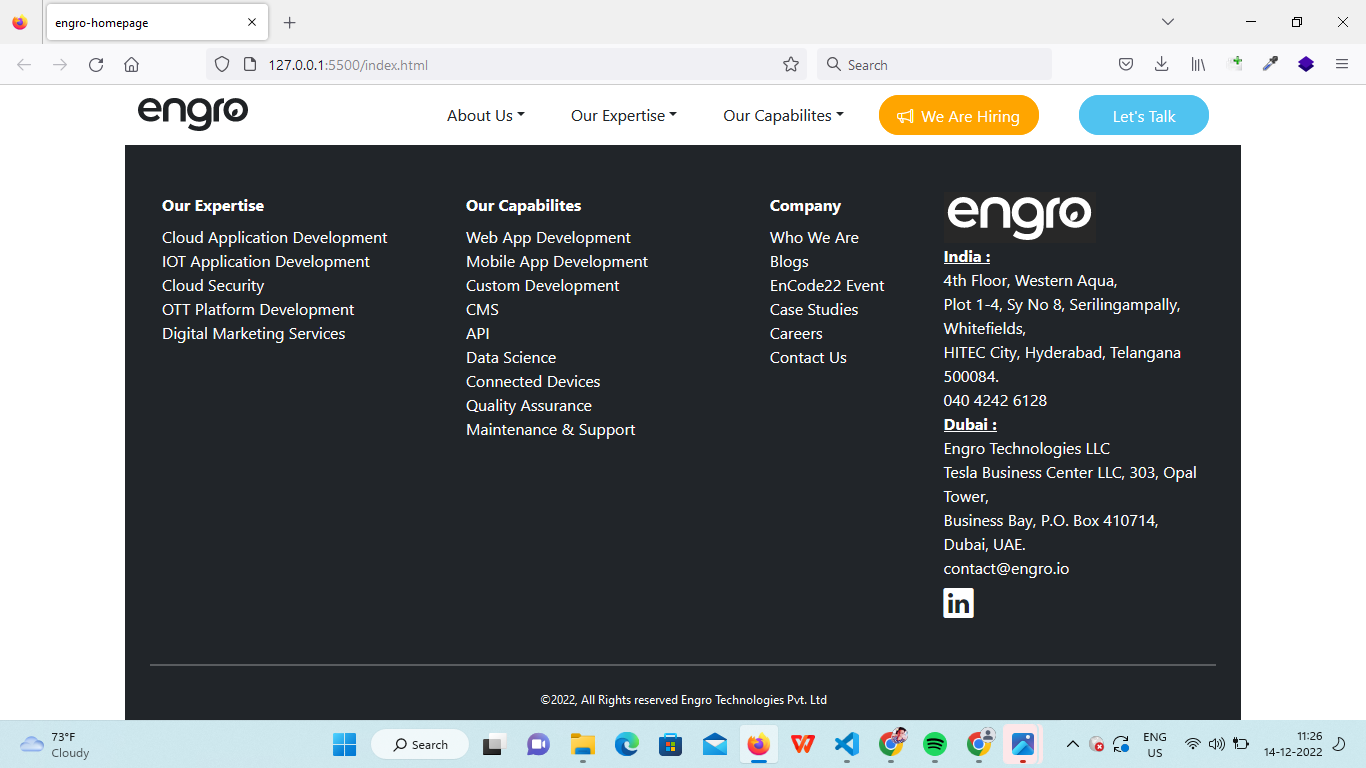 engro-homepage
127.0.0.1:5500/index.html
Search
engro
About Us
Our Expertise
Our Capabilites
We Are Hiring
Let's Talk
Our Expertise
Cloud Application Development
IOT Application Development
Cloud Security
OTT Platform Development
Digital Marketing Services
Our Capabilites
Web App Development
Mobile App Development
Custom Development
CMS
API
Data Science
Connected Devices
Quality Assurance
Maintenance & Support
Company
Who We Are
Blogs
EnCode22 Event
Case Studies
Careers
Contact Us
engro
India :
4th Floor, Western Aqua,
Plot 1-4, Sy No 8, Serilingampally,
Whitefields,
HITEC City, Hyderabad, Telangana
500084.
040 4242 6128
Dubai :
Engro Technologies LLC
Tesla Business Center LLC, 303, Opal
Tower,
Business Bay, P.O. Box 410714,
Dubai, UAE.
contact@engro.io
in
©2022, All Rights reserved Engro Technologies Pvt. Ltd
73°F
Cloudy
Search
ENG
US
11:26
14-12-2022